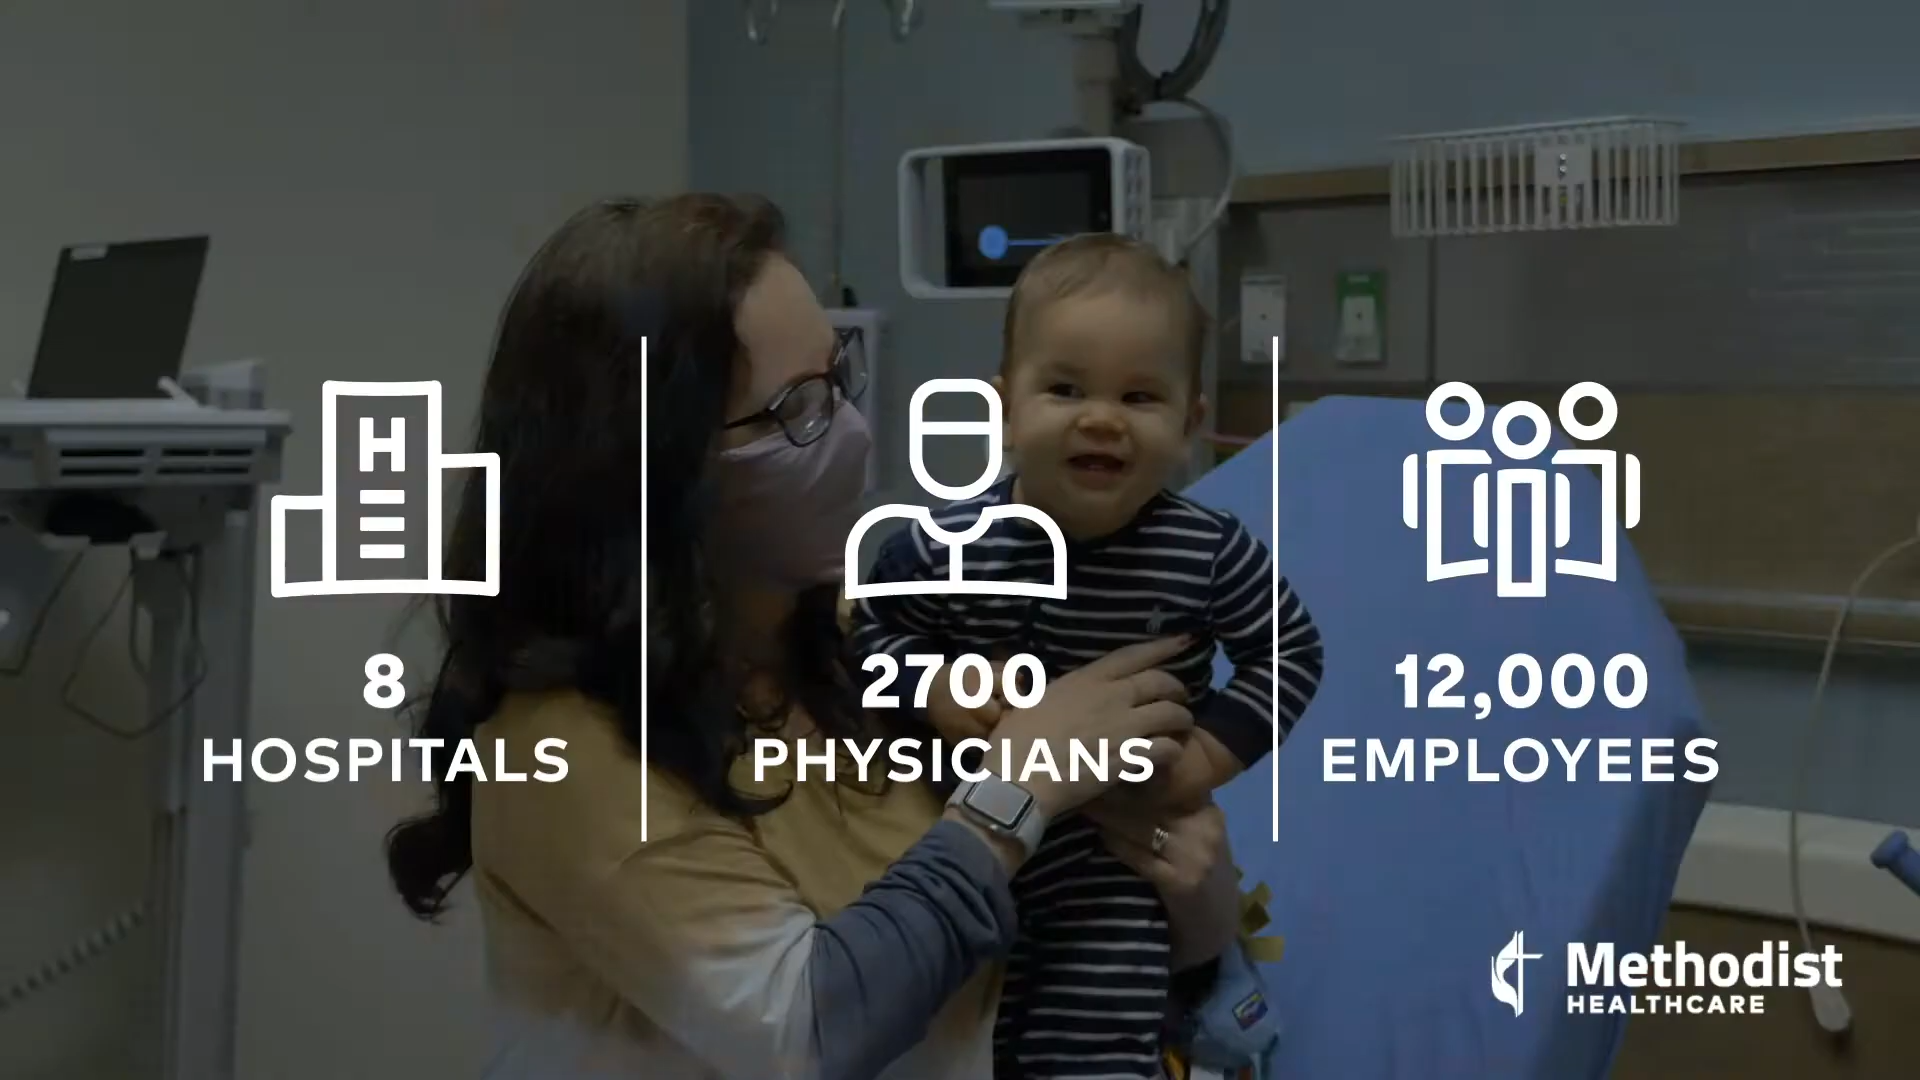 H
8
HOSPITALS
2700
PHYSICIANS
12,000
EMPLOYEES
Methodist
HEALTHCARE